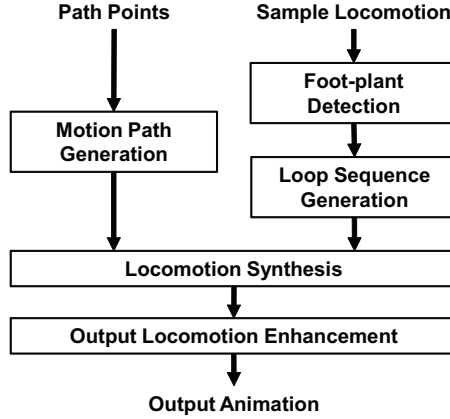 Path Points
Sample Locomotion
Foot-plant
Detection
Motion Path
Generation
Loop Sequence
Generation
Locomotion Synthesis
Output Locomotion Enhancement
Output Animation